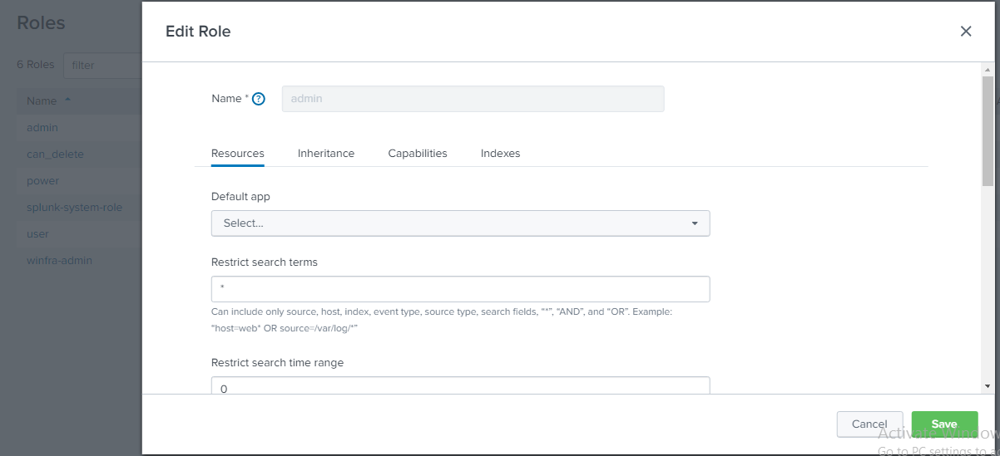 Roles
6 Roles
filter
Name
admin
can_delete
power
splunk-system-role
user
winfra-admin
Edit Role
Name * ?
admin
Resources Inheritance Capabilities Indexes
Default app
Select...
Restrict search terms
*
Can include only source, host, index, event type, source type, search fields, “*”, “AND”, and “OR”. Example:
“host=web* OR source=/var/log/*”
Restrict search time range
0
Cancel Save
Activate Window
Go to PC settings to a